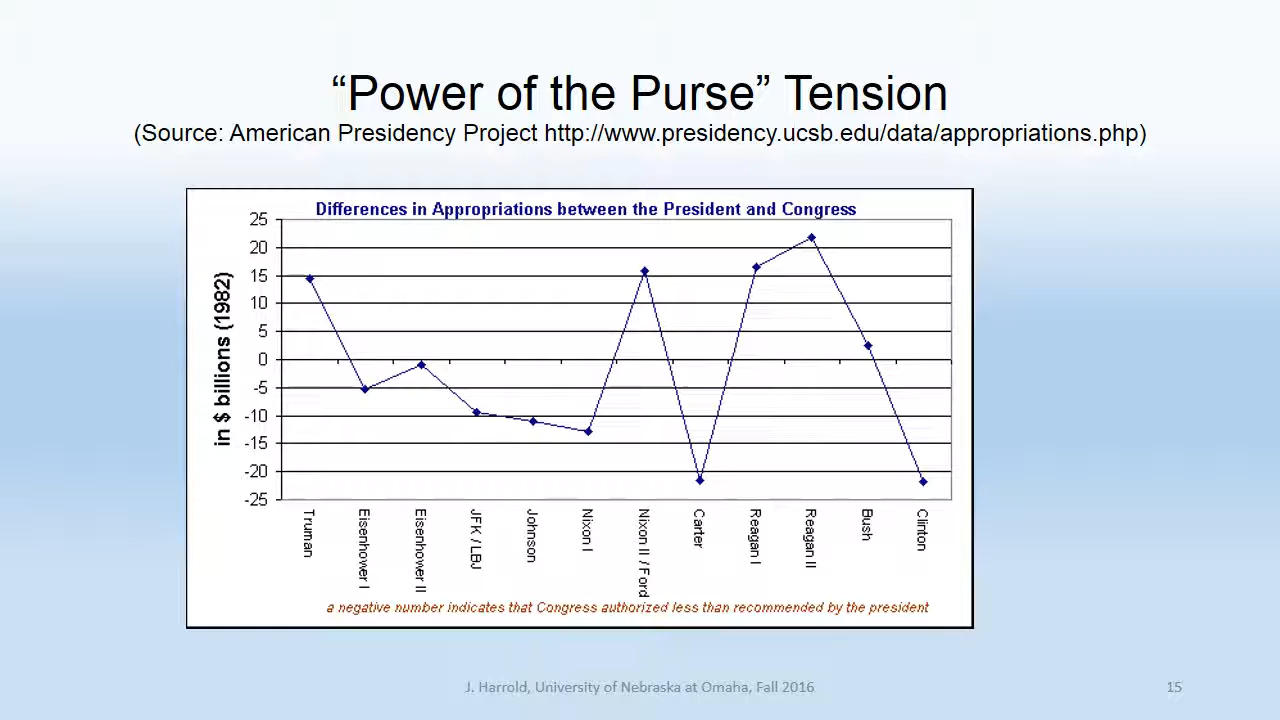 “Power of the Purse” Tension
(Source: American Presidency Project http://www.presidency.ucsb.edu/data/appropriations.php)
Differences in Appropriations between the President and Congress
in $ billions (1982)
25
20
15
10
5
0
-5
-10
-15
-20
-25
Truman
Eisenhower I
Eisenhower II
JFK / LBJ
Johnson
Nixon I
Nixon II / Ford
Carter
Reagan I
Reagan II
Bush
Clinton
a negative number indicates that Congress authorized less than recommended by the president
J. Harrold, University of Nebraska at Omaha, Fall 2016
15